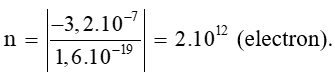 n = |−3,2.10⁻⁷ / 1,6.10⁻¹⁹| = 2.10¹² (electron).